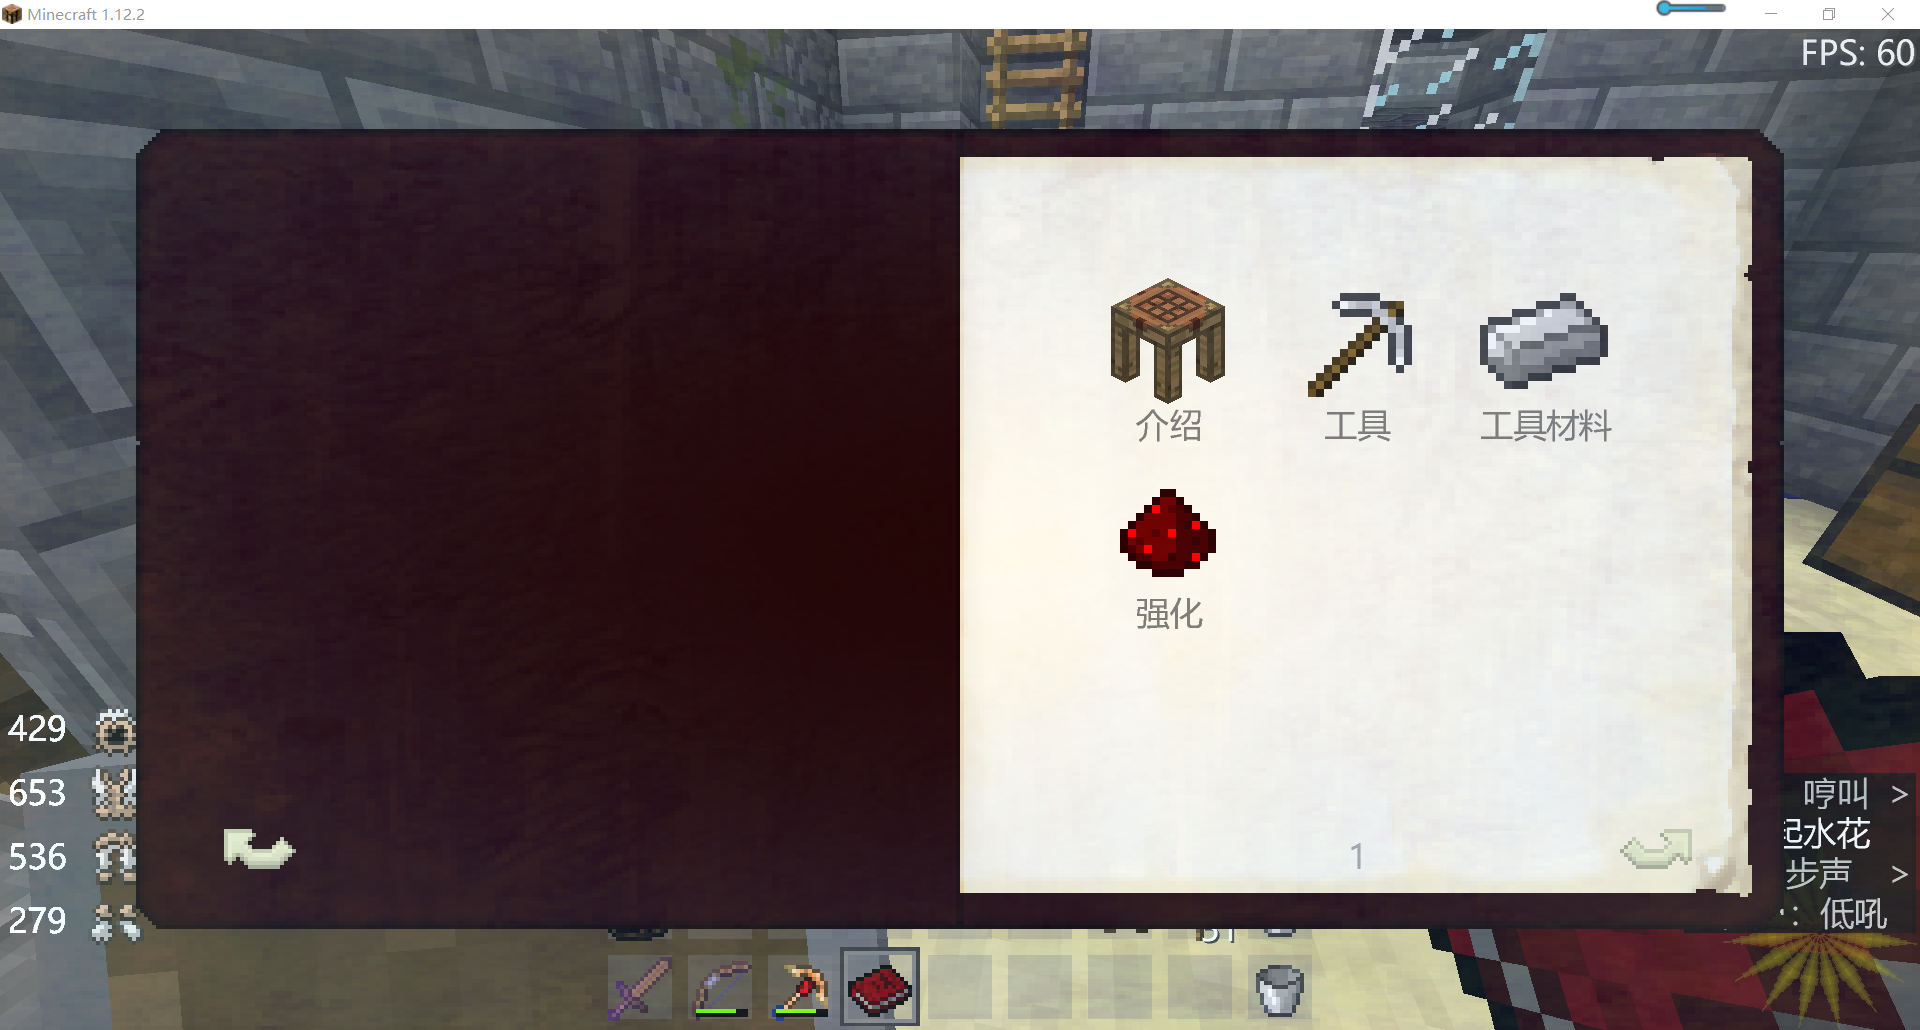 Minecraft 1.12.2
FPS: 60
介绍
工具
工具材料
强化
429
653
536
279
哼叫 >
起水花
步声 >
: 低吼
1